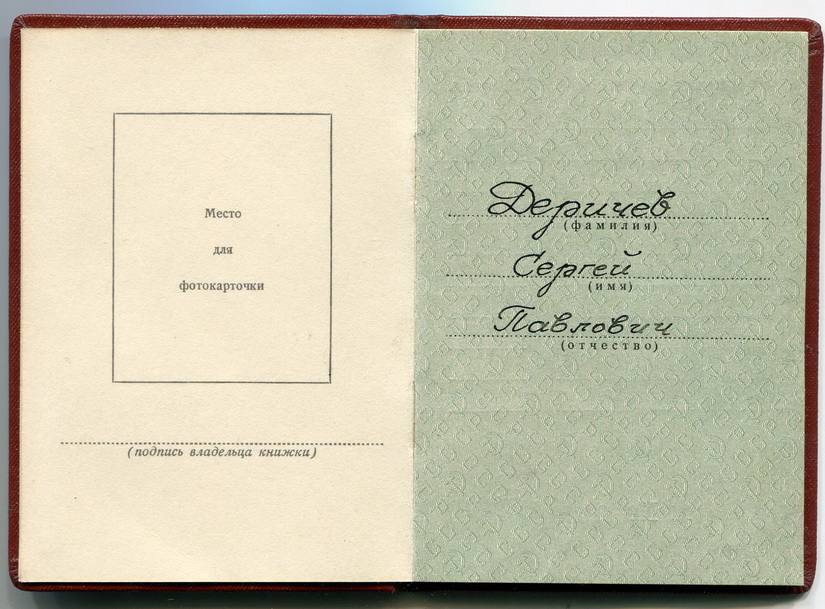 Место
для
фотокарточки
(подпись владельца книжки)
Деричев
(фамилия)
Сергей
(имя)
Павлович
(отчество)